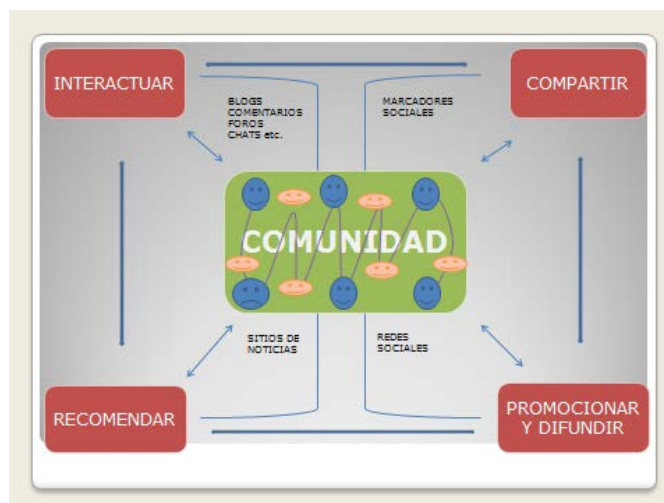 INTERACTUAR
COMPARTIR
BLOGS
COMENTARIOS
FOROS
CHATS etc.
MARCADORES
SOCIALES
COMUNIDAD
SITIOS DE
NOTICIAS
REDES
SOCIALES
RECOMENDAR
PROMOCIONAR
Y DIFUNDIR